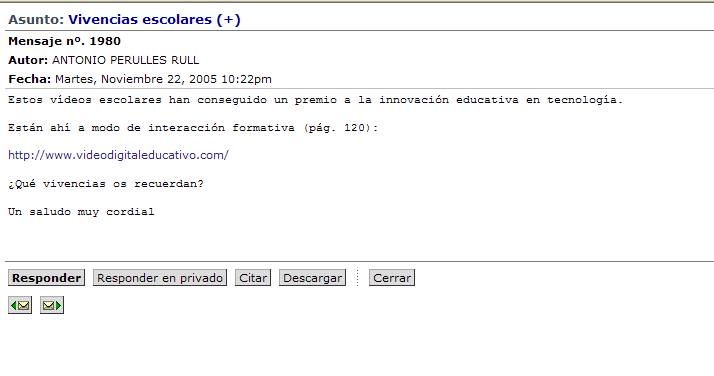 Asunto: Vivencias escolares (+)
Mensaje nº. 1980
Autor: ANTONIO PERULLES RULL
Fecha: Martes, Noviembre 22, 2005 10:22pm
Estos vídeos escolares han conseguido un premio a la innovación educativa en tecnología.
Están ahí a modo de interacción formativa (pág. 120):
http://www.videodigitaleducativo.com/
¿Qué vivencias os recuerdan?
Un saludo muy cordial
Responder Responder en privado Citar Descargar Cerrar